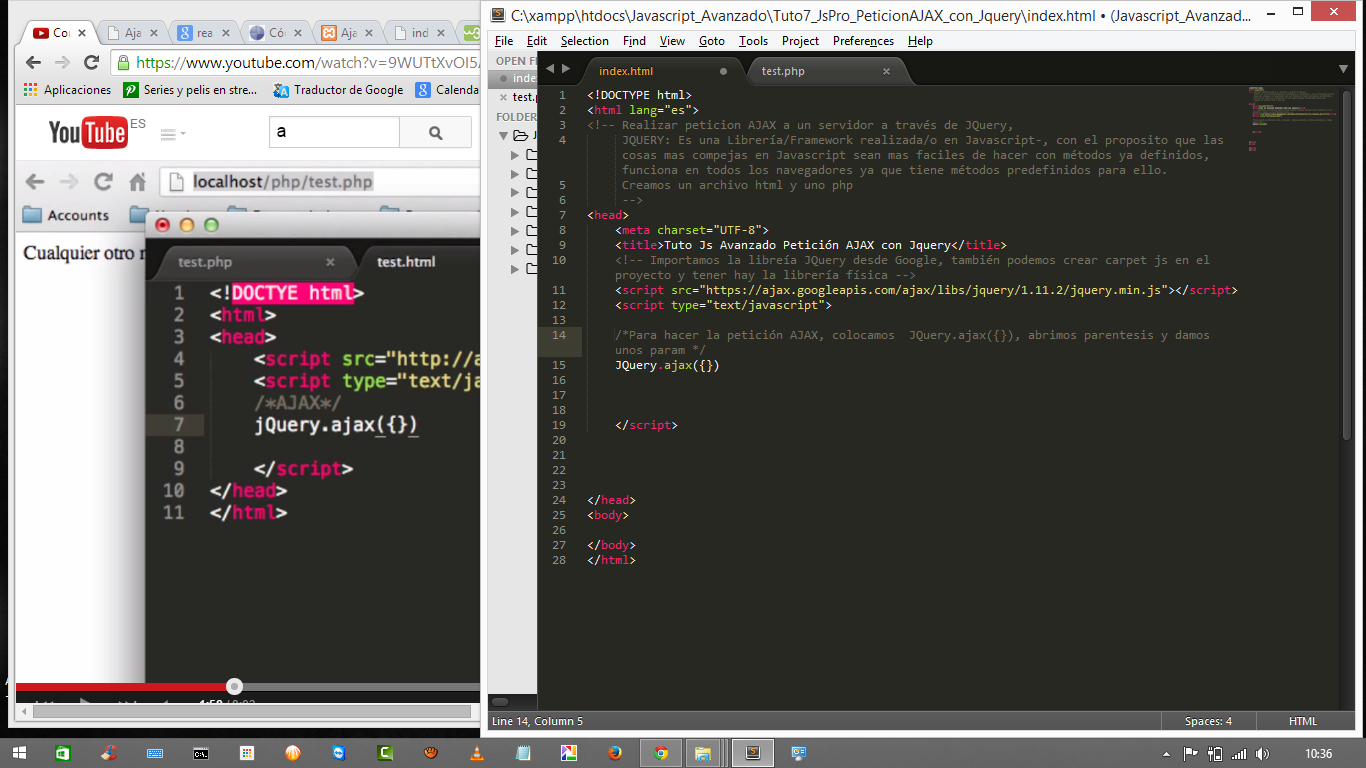 C:\xampp\htdocs\Javascript_Avanzado\Tuto7_JsPro_PeticionAJAX_con_Jquery\index.html • (Javascript_Avanzad...
File Edit Selection Find View Goto Tools Project Preferences Help
Aja
rea
Có
Aja
ind
https://www.youtube.com/watch?v=9WUTtXvOI5
Aplicaciones Series y pelis en stre... Traductor de Google Calenda
YouTube ES
a
localhost/php/test.php
Accounts
Cualquier otro
test.php × test.html
1 <!DOCTYE html>
2 <html>
3 <head>
4 <script src="http://a
5 <script type="text/ja
6 /*AJAX*/
7 jQuery.ajax({})
8
9 </script>
10 </head>
11 </html>
OPEN F
index
test.p
FOLDER
index.html test.php ×
1 <!DOCTYPE html>
2 <html lang="es">
3 <!-- Realizar peticion AJAX a un servidor a través de JQuery,
4 JQUERY: Es una Librería/Framework realizada/o en Javascript-, con el proposito que las
cosas mas compejas en Javascript sean mas faciles de hacer con métodos ya definidos,
funciona en todos los navegadores ya que tiene métodos predefinidos para ello.
5 Creamos un archivo html y uno php
6 -->
7 <head>
8 <meta charset="UTF-8">
9 <title>Tuto Js Avanzado Petición AJAX con Jquery</title>
10 <!-- Importamos la libreía JQuery desde Google, también podemos crear carpet js en el
proyecto y tener hay la librería física -->
11 <script src="https://ajax.googleapis.com/ajax/libs/jquery/1.11.2/jquery.min.js"></script>
12 <script type="text/javascript">
13
14 /*Para hacer la petición AJAX, colocamos  JQuery.ajax({}), abrimos parentesis y damos
unos param */
15 JQuery.ajax({})
16
17
18
19 </script>
20
21
22
23
24 </head>
25 <body>
26
27 </body>
28 </html>
Line 14, Column 5 Spaces: 4 HTML
10:36